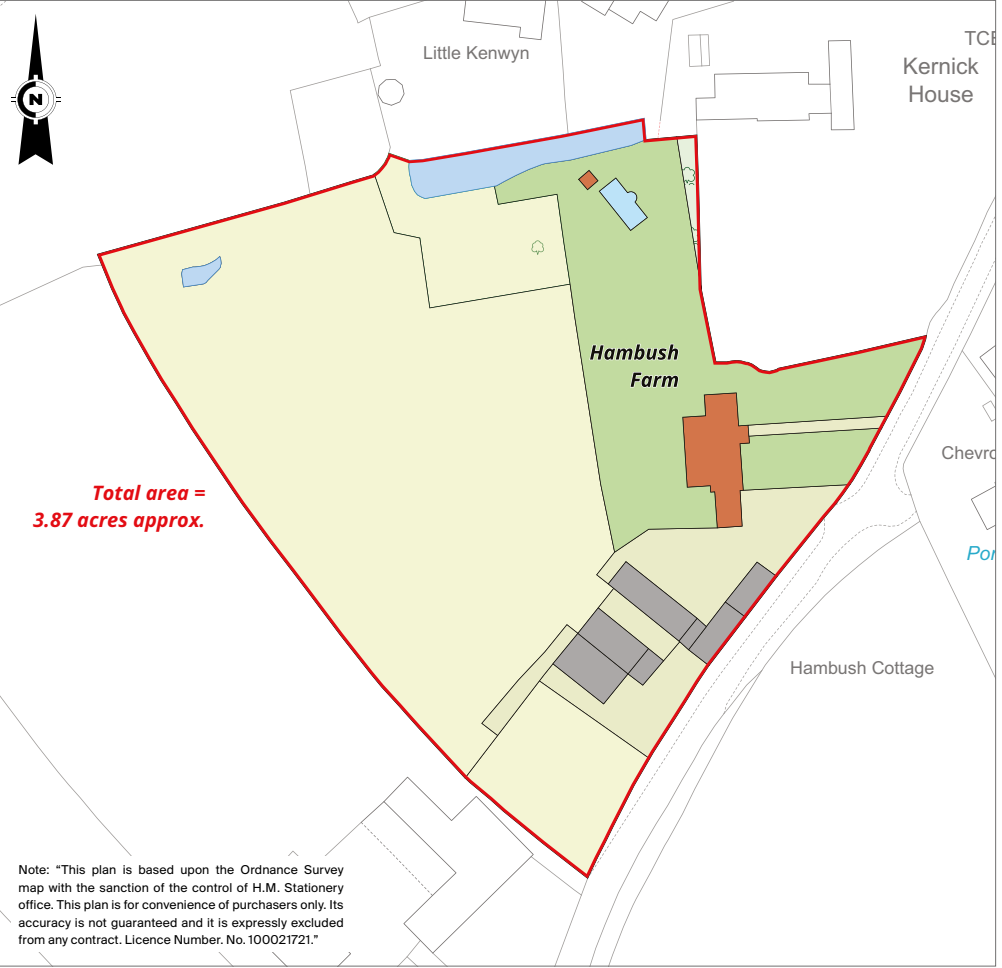 N
Little Kenwyn
TCB
Kernick
House
Hambush
Farm
Total area =
3.87 acres approx.
Chevro
Por
Hambush Cottage
Note: “This plan is based upon the Ordnance Survey
map with the sanction of the control of H.M. Stationery
office. This plan is for convenience of purchasers only. Its
accuracy is not guaranteed and it is expressly excluded
from any contract. Licence Number. No. 100021721.”